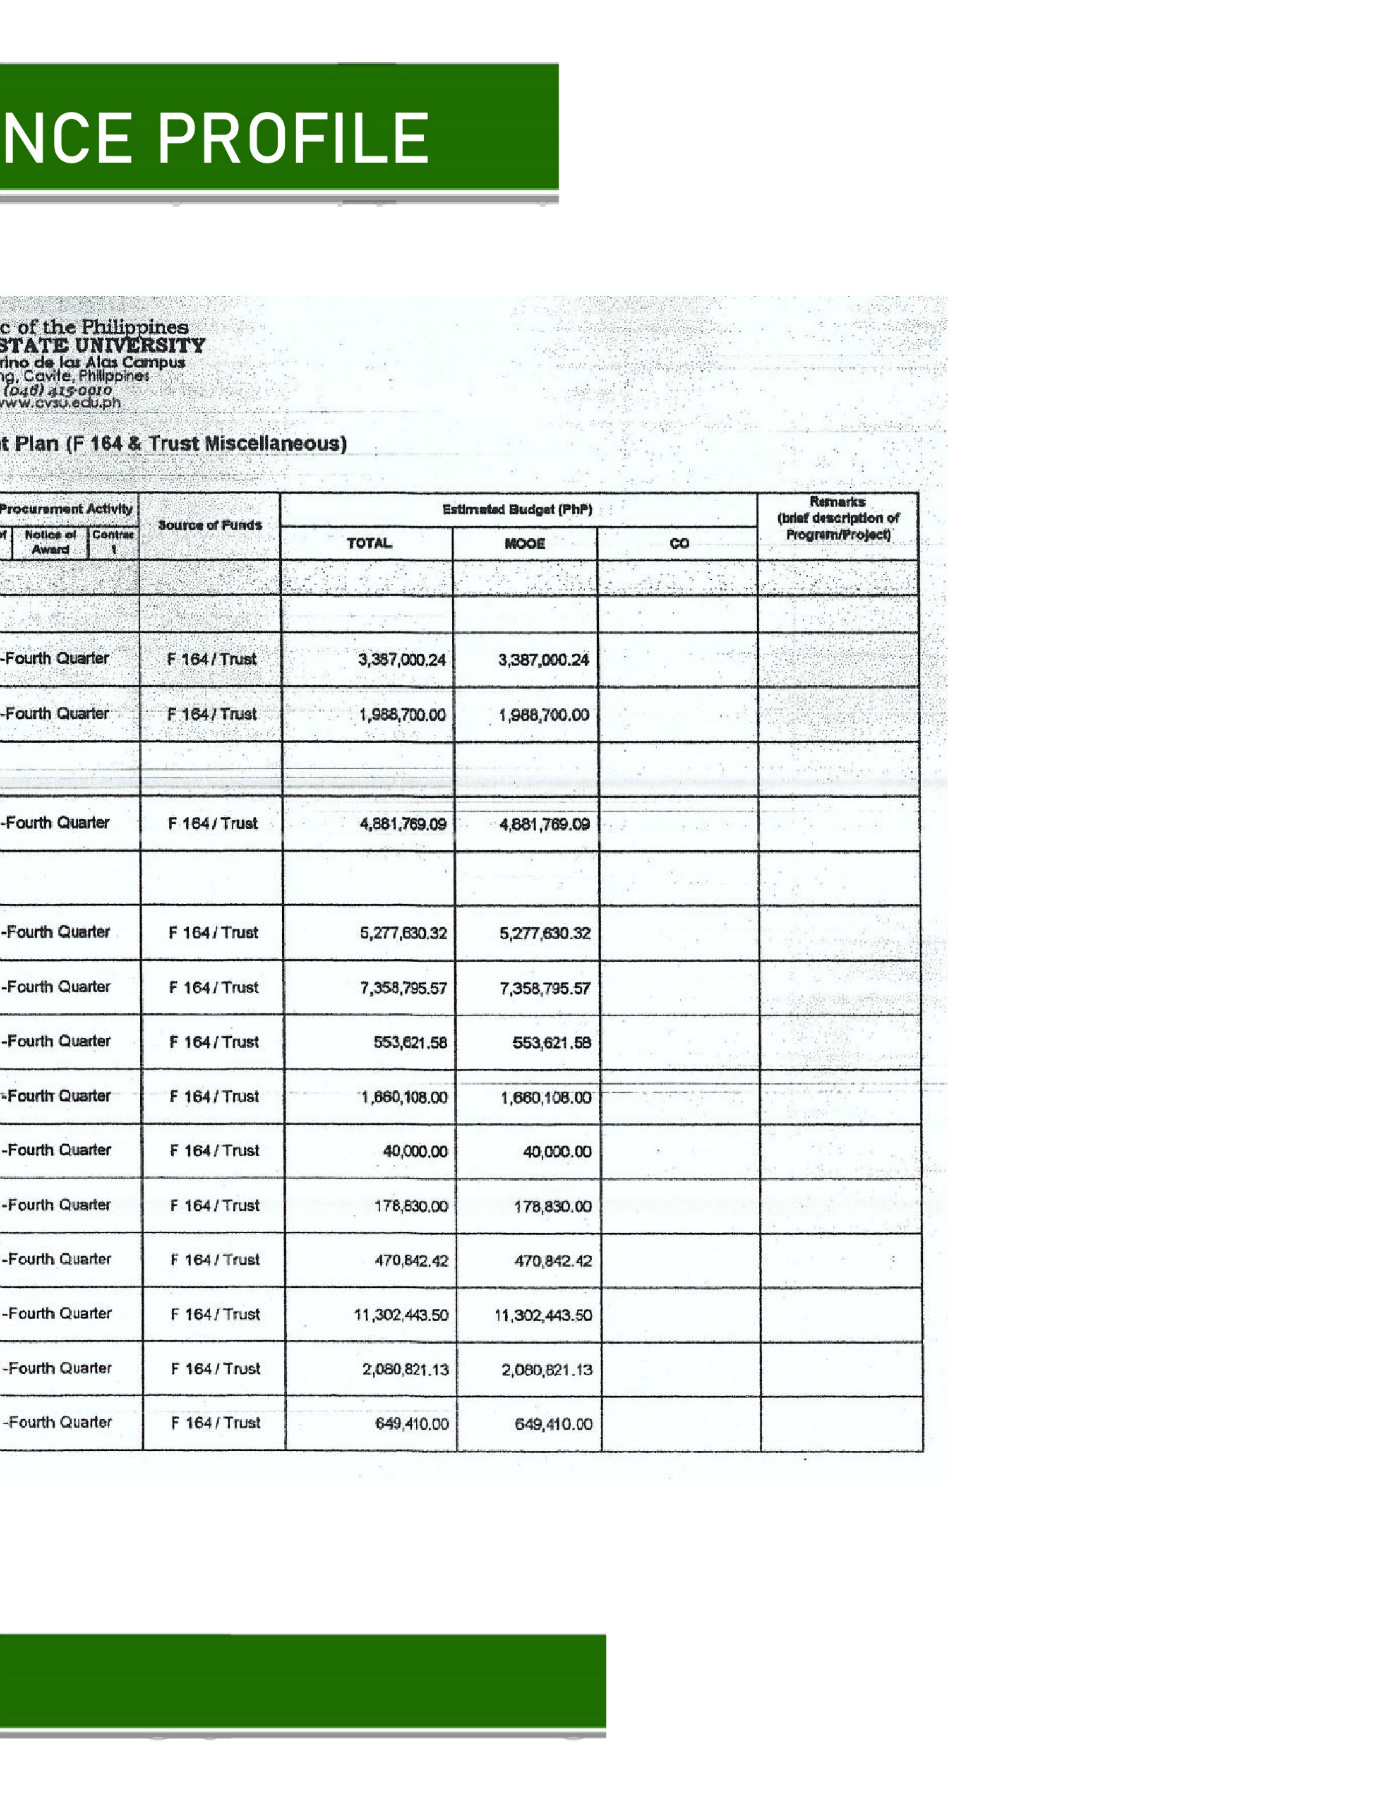 NCE PROFILE
c of the Philippines
STATE UNIVERSITY
rino de las Alas Campus
ng, Cavite, Philippines
(046) 415-0010
www.cvsu.edu.ph
t Plan (F 164 & Trust Miscellaneous)
Procurement Activity
Source of Funds
Estimated Budget (PhP)
Remarks
(brief description of
Program/Project)
of
Notice of
Award
Contrac
t
TOTAL
MOOE
CO
-Fourth Quarter F 164 / Trust 3,387,000.24 3,387,000.24
-Fourth Quarter F 164 / Trust 1,988,700.00 1,988,700.00
-Fourth Quarter F 164 / Trust 4,881,769.09 4,881,769.09
-Fourth Quarter F 164 / Trust 5,277,630.32 5,277,630.32
-Fourth Quarter F 164 / Trust 7,358,795.57 7,358,795.57
-Fourth Quarter F 164 / Trust 553,621.58 553,621.58
-Fourth Quarter F 164 / Trust 1,660,108.00 1,660,108.00
-Fourth Quarter F 164 / Trust 40,000.00 40,000.00
-Fourth Quarter F 164 / Trust 178,830.00 178,830.00
-Fourth Quarter F 164 / Trust 470,842.42 470,842.42
-Fourth Quarter F 164 / Trust 11,302,443.50 11,302,443.50
-Fourth Quarter F 164 / Trust 2,080,821.13 2,080,821.13
-Fourth Quarter F 164 / Trust 649,410.00 649,410.00